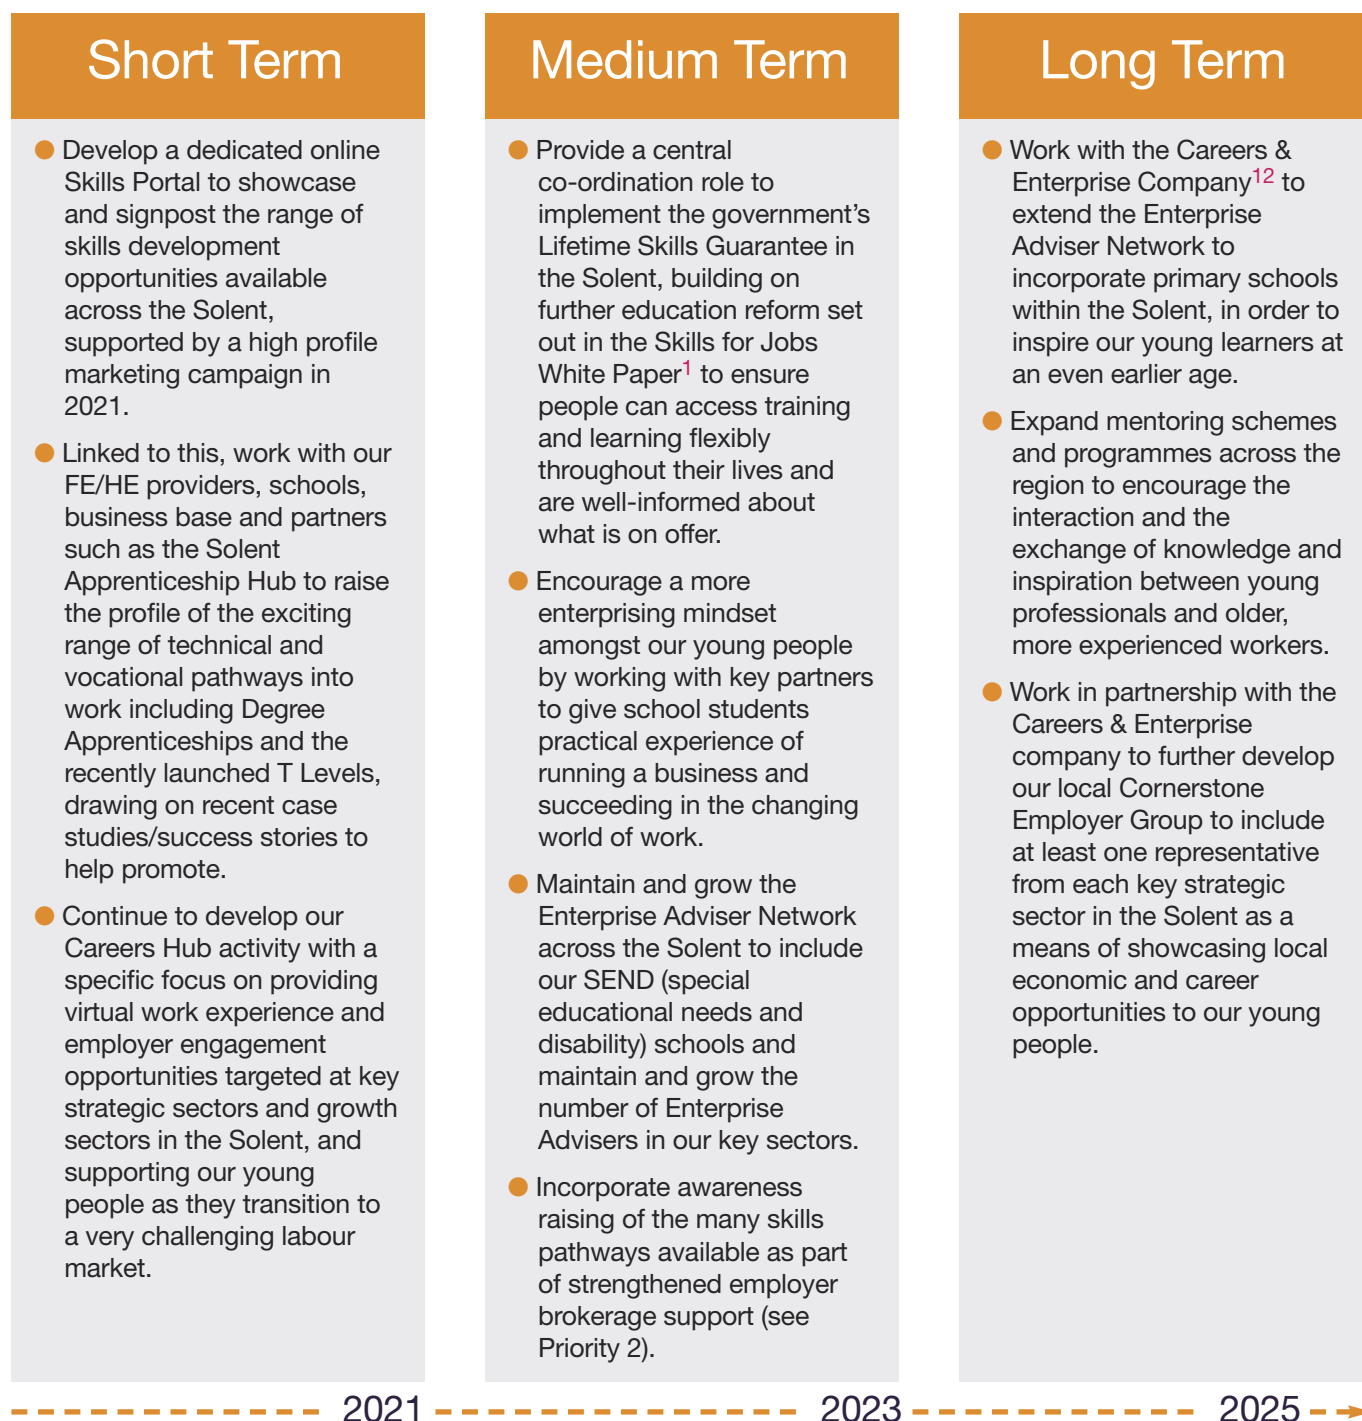 Short Term
● Develop a dedicated online
Skills Portal to showcase
and signpost the range of
skills development
opportunities available
across the Solent,
supported by a high profile
marketing campaign in
2021.
● Linked to this, work with our
FE/HE providers, schools,
business base and partners
such as the Solent
Apprenticeship Hub to raise
the profile of the exciting
range of technical and
vocational pathways into
work including Degree
Apprenticeships and the
recently launched T Levels,
drawing on recent case
studies/success stories to
help promote.
● Continue to develop our
Careers Hub activity with a
specific focus on providing
virtual work experience and
employer engagement
opportunities targeted at key
strategic sectors and growth
sectors in the Solent, and
supporting our young
people as they transition to
a very challenging labour
market.
Medium Term
● Provide a central
co-ordination role to
implement the government’s
Lifetime Skills Guarantee in
the Solent, building on
further education reform set
out in the Skills for Jobs
White Paper1 to ensure
people can access training
and learning flexibly
throughout their lives and
are well-informed about
what is on offer.
● Encourage a more
enterprising mindset
amongst our young people
by working with key partners
to give school students
practical experience of
running a business and
succeeding in the changing
world of work.
● Maintain and grow the
Enterprise Adviser Network
across the Solent to include
our SEND (special
educational needs and
disability) schools and
maintain and grow the
number of Enterprise
Advisers in our key sectors.
● Incorporate awareness
raising of the many skills
pathways available as part
of strengthened employer
brokerage support (see
Priority 2).
Long Term
● Work with the Careers &
Enterprise Company12 to
extend the Enterprise
Adviser Network to
incorporate primary schools
within the Solent, in order to
inspire our young learners at
an even earlier age.
● Expand mentoring schemes
and programmes across the
region to encourage the
interaction and the
exchange of knowledge and
inspiration between young
professionals and older,
more experienced workers.
● Work in partnership with the
Careers & Enterprise
company to further develop
our local Cornerstone
Employer Group to include
at least one representative
from each key strategic
sector in the Solent as a
means of showcasing local
economic and career
opportunities to our young
people.
2021
2023
2025